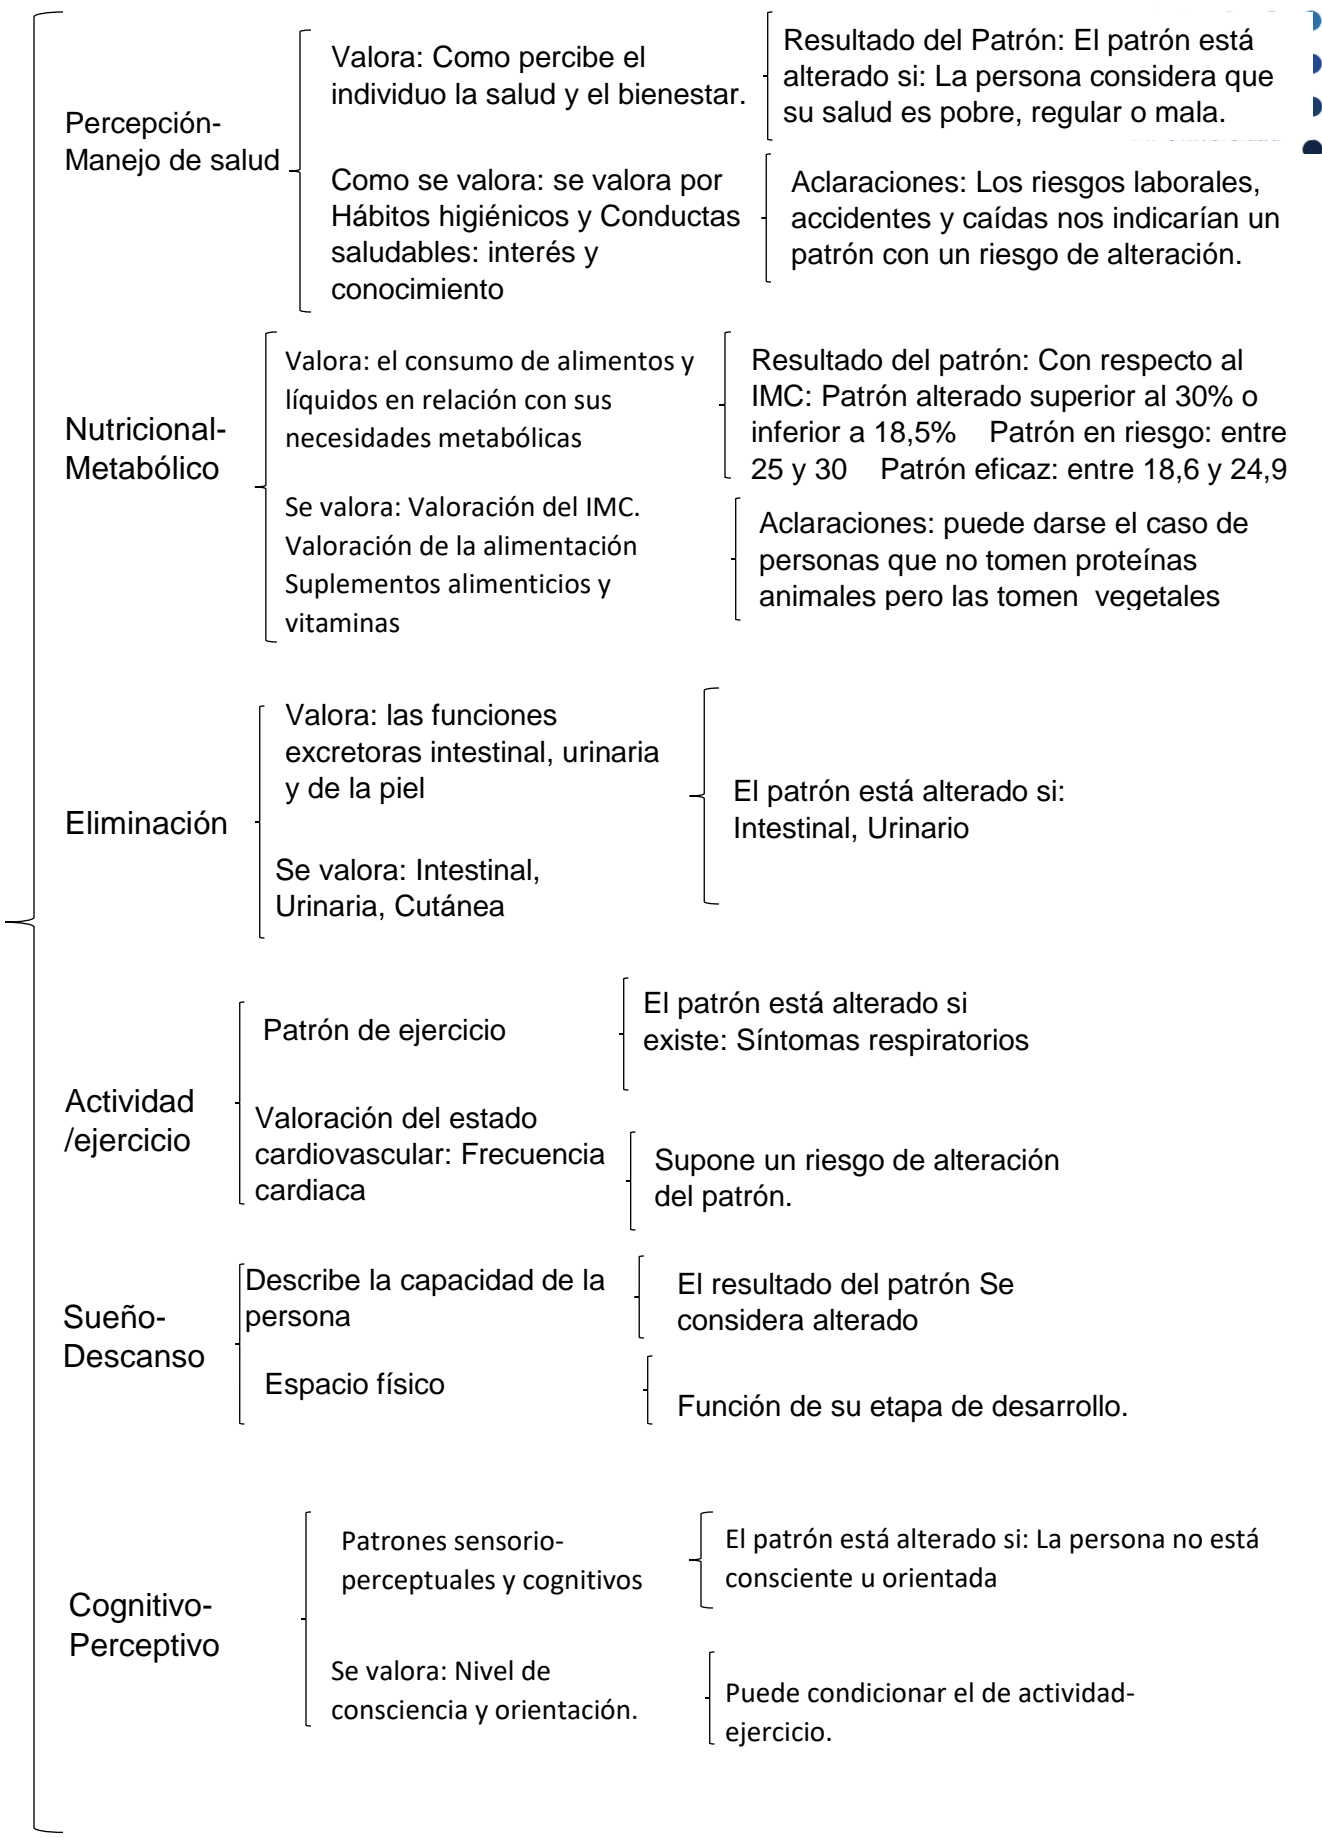 Percepción-
Manejo de salud
Valora: Como percibe el
individuo la salud y el bienestar.
Resultado del Patrón: El patrón está
alterado si: La persona considera que
su salud es pobre, regular o mala.
Como se valora: se valora por
Hábitos higiénicos y Conductas
saludables: interés y
conocimiento
Aclaraciones: Los riesgos laborales,
accidentes y caídas nos indicarían un
patrón con un riesgo de alteración.
Nutricional-
Metabólico
Valora: el consumo de alimentos y
líquidos en relación con sus
necesidades metabólicas
Resultado del patrón: Con respecto al
IMC: Patrón alterado superior al 30% o
inferior a 18,5% Patrón en riesgo: entre
25 y 30 Patrón eficaz: entre 18,6 y 24,9
Se valora: Valoración del IMC.
Valoración de la alimentación
Suplementos alimenticios y
vitaminas
Aclaraciones: puede darse el caso de
personas que no tomen proteínas
animales pero las tomen vegetales
Eliminación
Valora: las funciones
excretoras intestinal, urinaria
y de la piel
Se valora: Intestinal,
Urinaria, Cutánea
El patrón está alterado si:
Intestinal, Urinario
Actividad
/ejercicio
Patrón de ejercicio
El patrón está alterado si
existe: Síntomas respiratorios
Valoración del estado
cardiovascular: Frecuencia
cardiaca
Supone un riesgo de alteración
del patrón.
Sueño-
Descanso
Describe la capacidad de la
persona
El resultado del patrón Se
considera alterado
Espacio físico
Función de su etapa de desarrollo.
Cognitivo-
Perceptivo
Patrones sensorio-
perceptuales y cognitivos
El patrón está alterado si: La persona no está
consciente u orientada
Se valora: Nivel de
consciencia y orientación.
Puede condicionar el de actividad-
ejercicio.